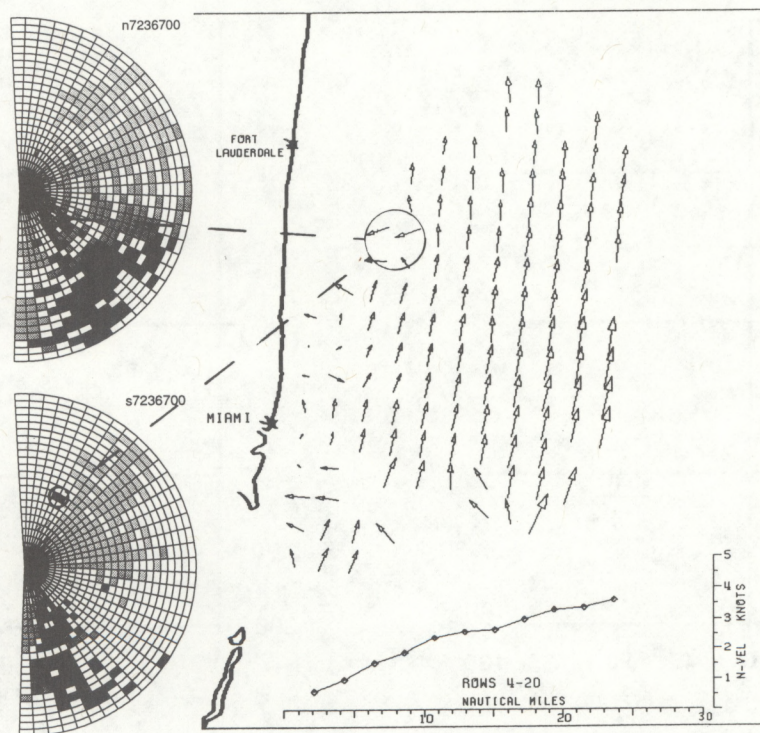 n7236700
FORT
LAUDERDALE
s7236700
MIAMI
5
4
3
2
1
N-VEL KNOTS
ROWS 4-20
NAUTICAL MILES
10
20
30